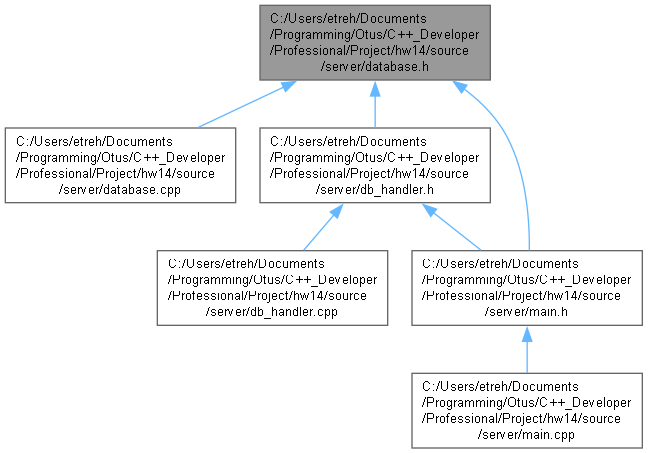 C:/Users/etreh/Documents
/Programming/Otus/C++_Developer
/Professional/Project/hw14/source
/server/database.h
C:/Users/etreh/Documents
/Programming/Otus/C++_Developer
/Professional/Project/hw14/source
/server/database.cpp
C:/Users/etreh/Documents
/Programming/Otus/C++_Developer
/Professional/Project/hw14/source
/server/db_handler.h
C:/Users/etreh/Documents
/Programming/Otus/C++_Developer
/Professional/Project/hw14/source
/server/db_handler.cpp
C:/Users/etreh/Documents
/Programming/Otus/C++_Developer
/Professional/Project/hw14/source
/server/main.h
C:/Users/etreh/Documents
/Programming/Otus/C++_Developer
/Professional/Project/hw14/source
/server/main.cpp